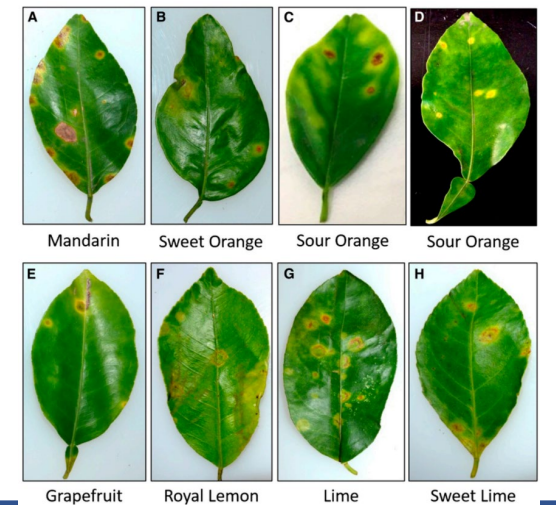 A B C D
Mandarin Sweet Orange Sour Orange Sour Orange
E F G H
Grapefruit Royal Lemon Lime Sweet Lime